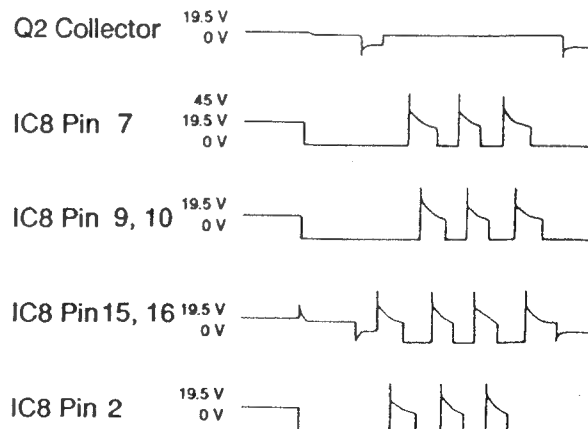 Q2 Collector 19.5 V
0 V
45 V
IC8 Pin 7 19.5 V
0 V
IC8 Pin 9, 10 19.5 V
0 V
IC8 Pin 15, 16 19.5 V
0 V
IC8 Pin 2 19.5 V
0 V